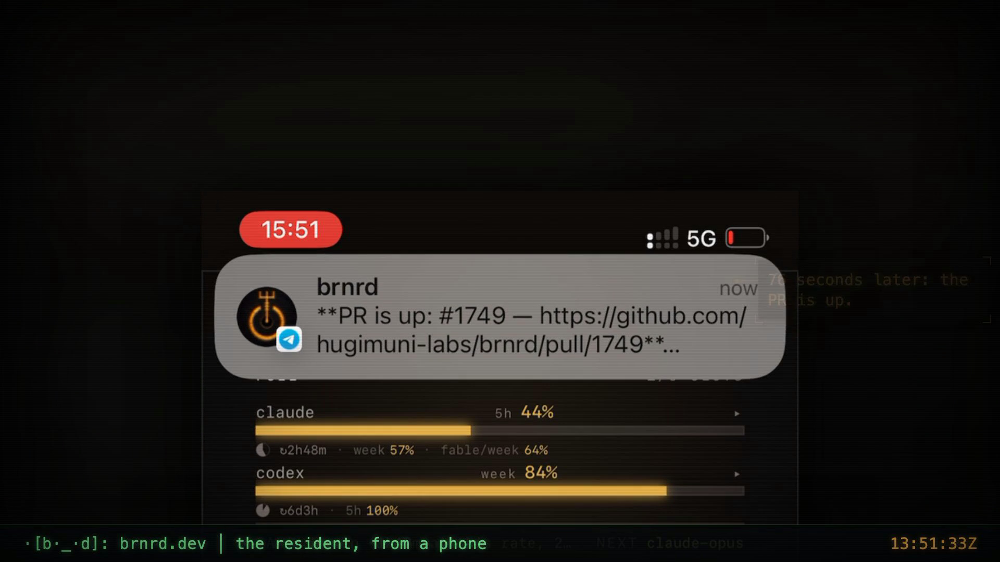 15:51
5G
brnrd
now
**PR is up: #1749 — https://github.com/
hugimuni-labs/brnrd/pull/1749**...
76 seconds later: the
PR is up.
claude 5h 44% ▸
↻2h48m · week 57% · fable/week 64%
codex week 84% ▸
↻6d3h · 5h 100%
·[b·_·d]: brnrd.dev │ the resident, from a phone
rate, 2… NEXT claude-opus
13:51:33Z